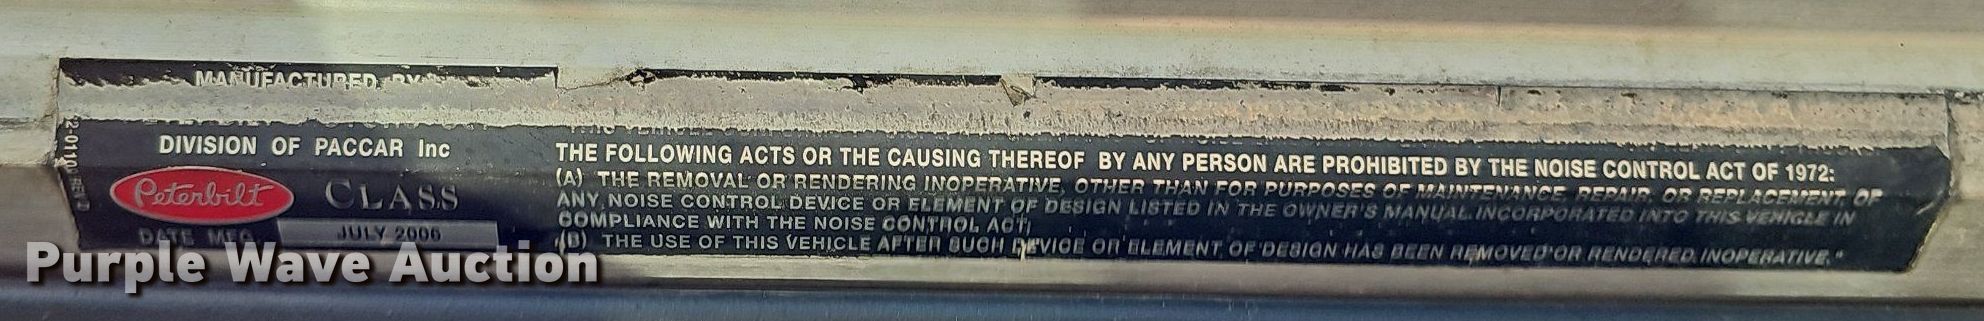 MANUFACTURED BY
DIVISION OF PACCAR Inc
Peterbilt CLASS
DATE MFG JULY 2006
THE FOLLOWING ACTS OR THE CAUSING THEREOF BY ANY PERSON ARE PROHIBITED BY THE NOISE CONTROL ACT OF 1972:
(A) THE REMOVAL OR RENDERING INOPERATIVE, OTHER THAN FOR PURPOSES OF MAINTENANCE, REPAIR, OR REPLACEMENT, OF
ANY NOISE CONTROL DEVICE OR ELEMENT OF DESIGN LISTED IN THE OWNER'S MANUAL INCORPORATED INTO THIS VEHICLE IN
COMPLIANCE WITH THE NOISE CONTROL ACT;
(B) THE USE OF THIS VEHICLE AFTER SUCH DEVICE OR ELEMENT OF DESIGN HAS BEEN REMOVED OR RENDERED INOPERATIVE."
Purple Wave Auction